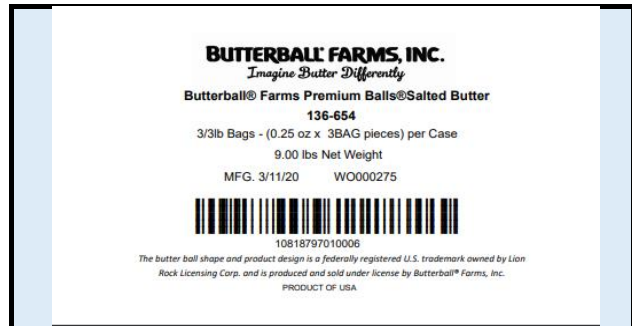 BUTTERBALL® FARMS, INC.
Imagine Butter Differently
Butterball® Farms Premium Balls®Salted Butter
136-654
3/3lb Bags - (0.25 oz x 3BAG pieces) per Case
9.00 lbs Net Weight
MFG. 3/11/20 WO000275
10818797010006
The butter ball shape and product design is a federally registered U.S. trademark owned by Lion
Rock Licensing Corp. and is produced and sold under license by Butterball® Farms, Inc.
PRODUCT OF USA